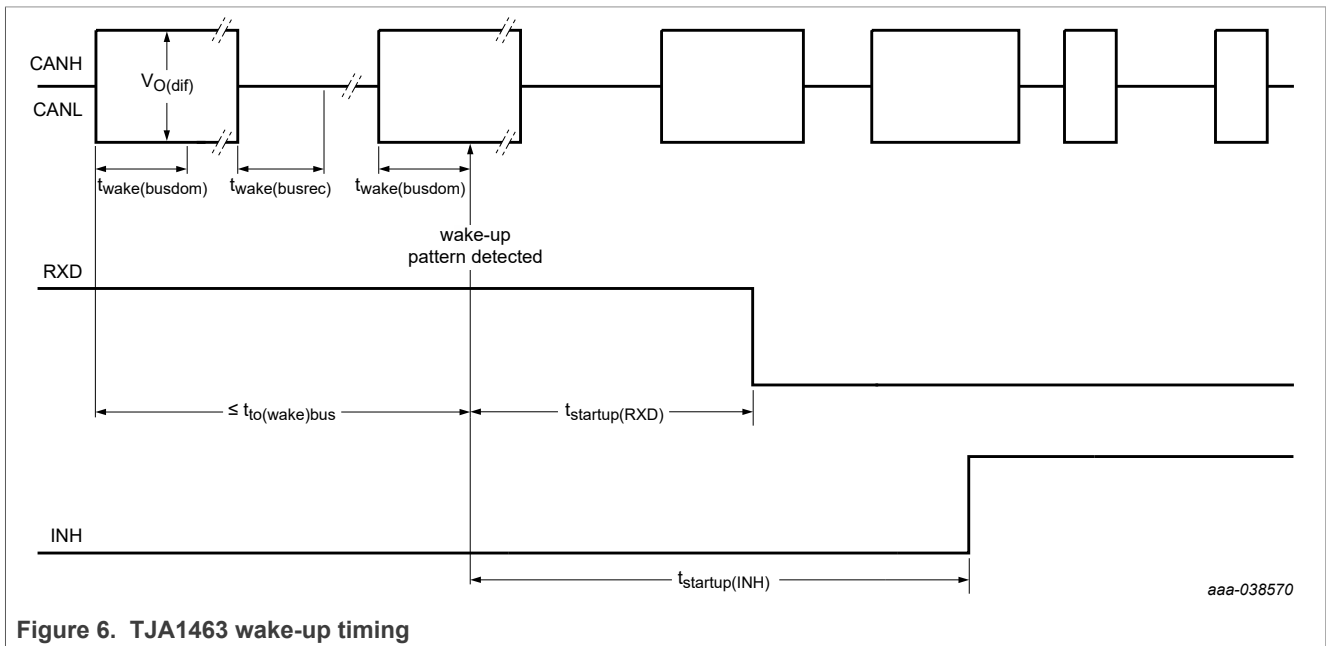 CANH
CANL
VO(dif)
twake(busdom)
twake(busrec)
twake(busdom)
wake-up
pattern detected
RXD
≤ tto(wake)bus
tstartup(RXD)
INH
tstartup(INH)
aaa-038570
Figure 6. TJA1463 wake-up timing